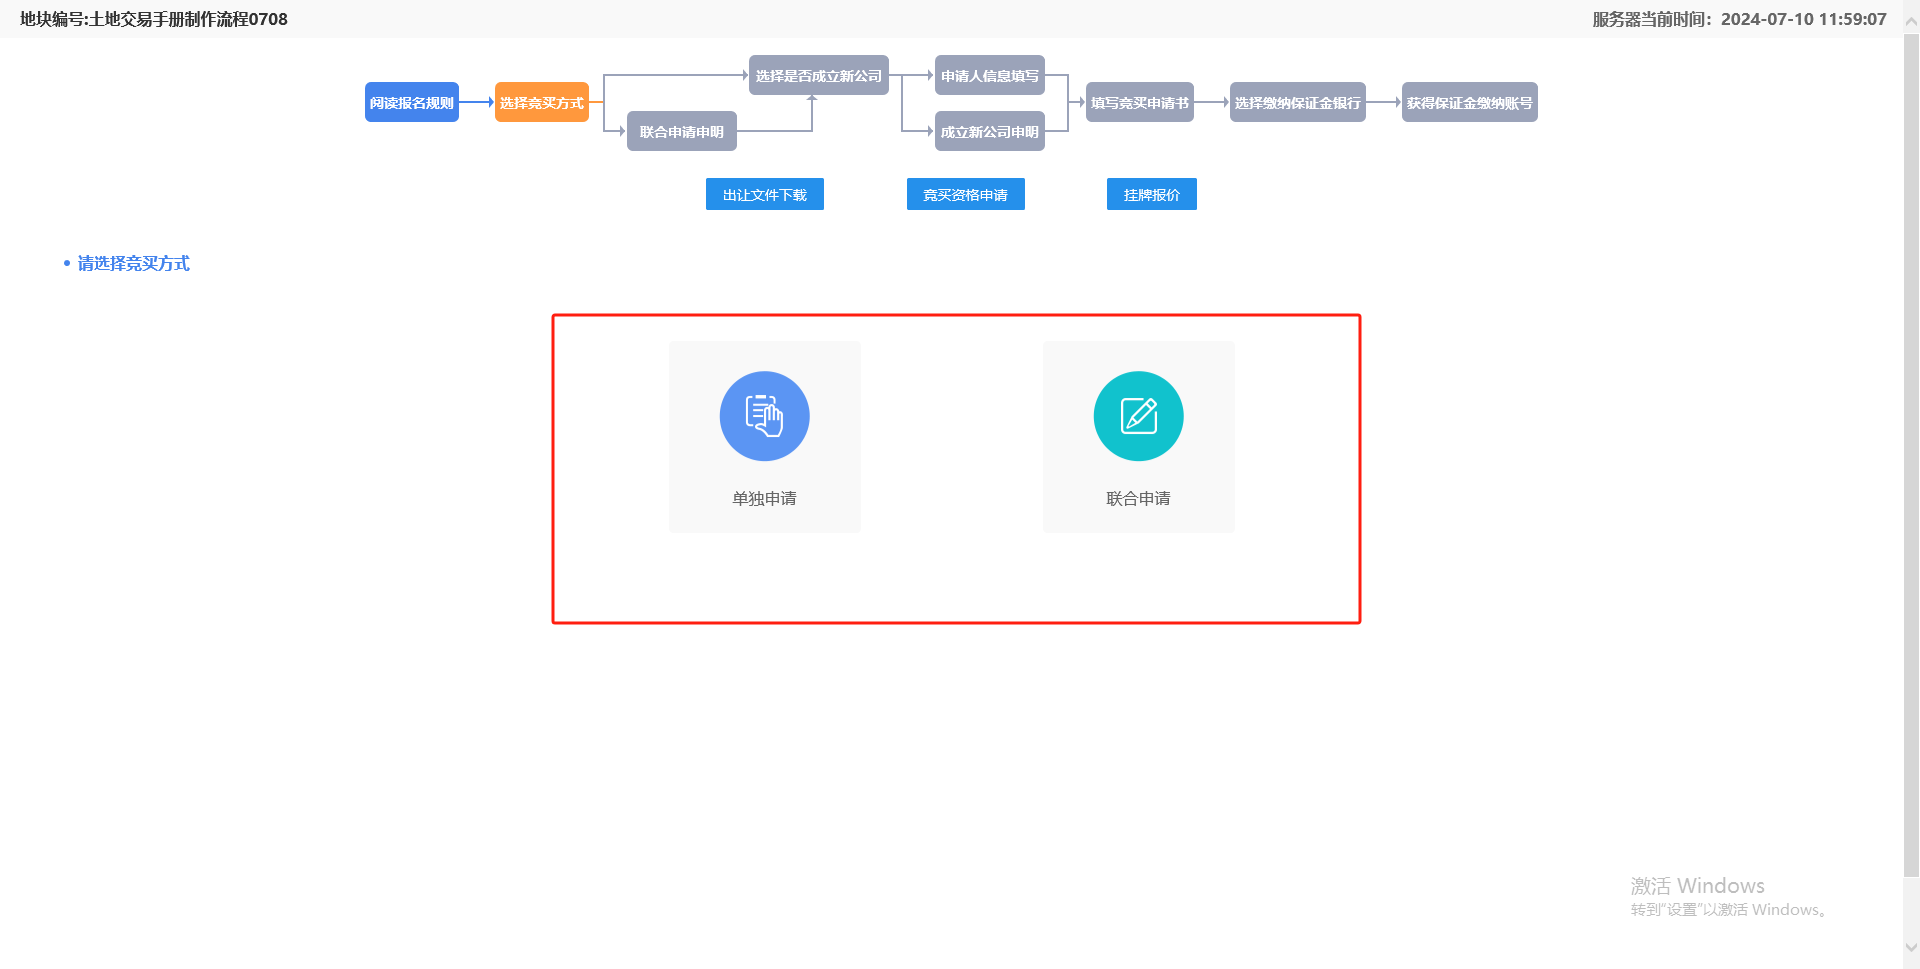 地块编号:土地交易手册制作流程0708
服务器当前时间：2024-07-10 11:59:07
阅读报名规则
选择竞买方式
联合申请申明
选择是否成立新公司
申请人信息填写
成立新公司申明
填写竞买申请书
选择缴纳保证金银行
获得保证金缴纳账号
出让文件下载
竞买资格申请
挂牌报价
• 请选择竞买方式
单独申请
联合申请
激活 Windows
转到“设置”以激活 Windows。